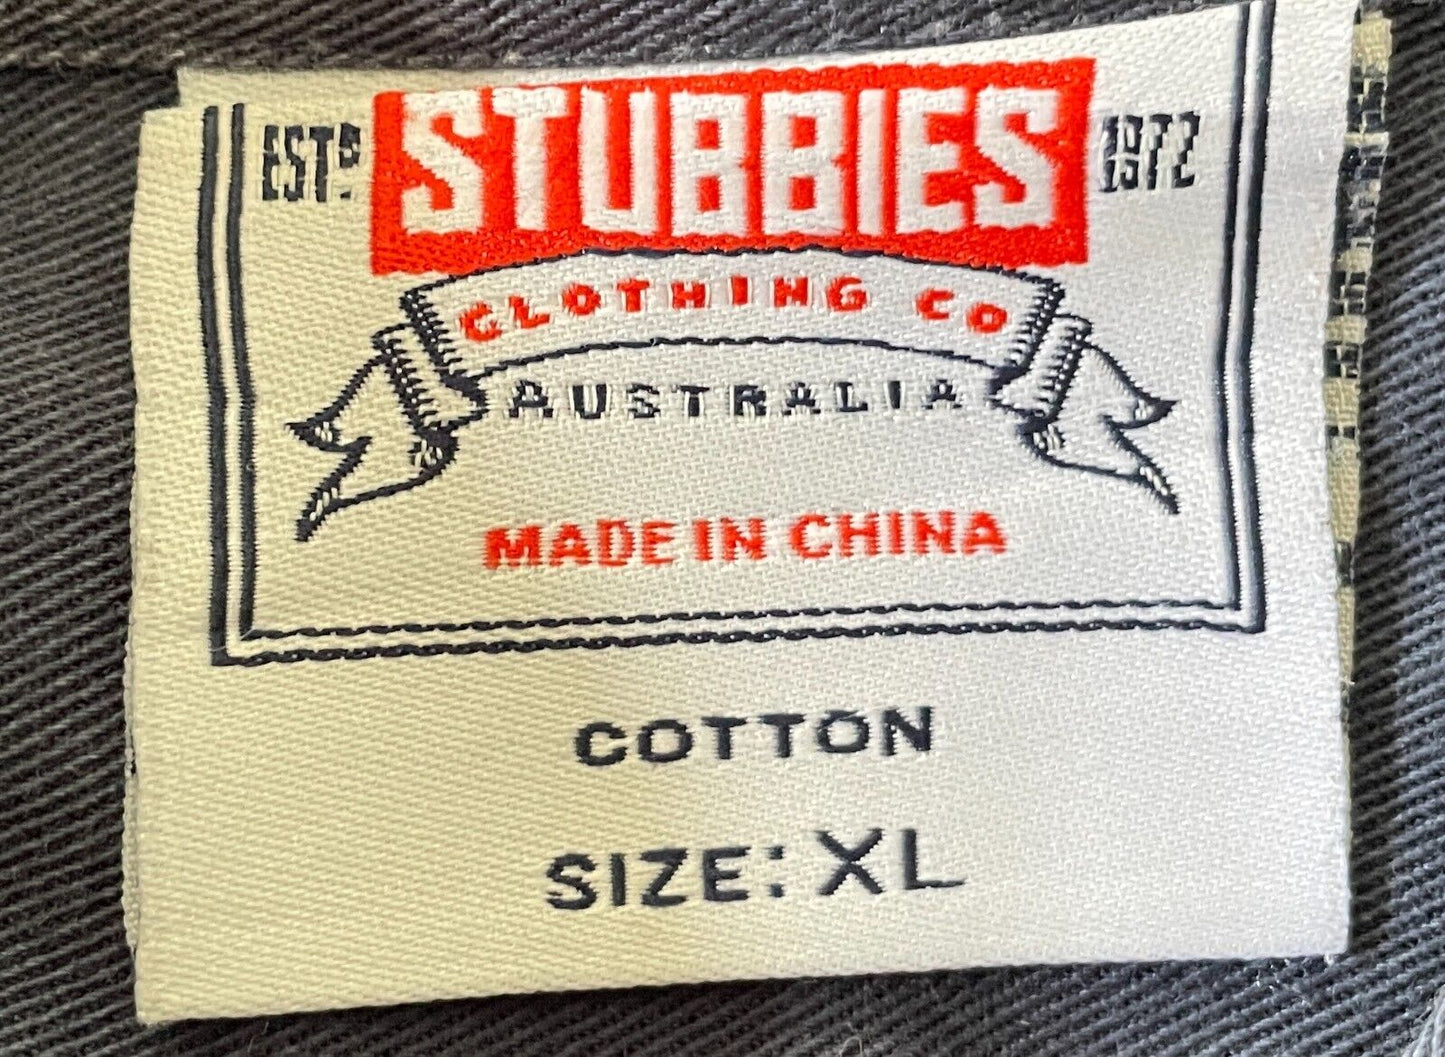 ESTD. STUBBIES 1972
CLOTHING CO
AUSTRALIA
MADE IN CHINA
COTTON
SIZE: XL